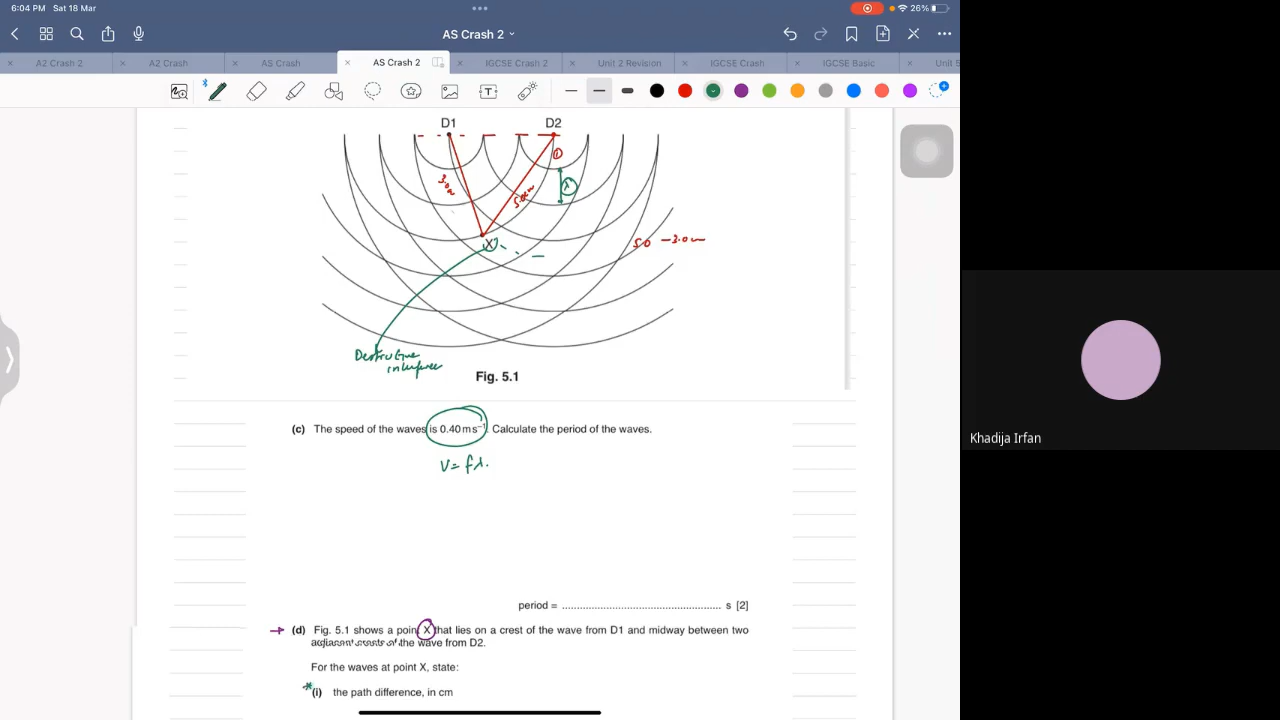 6:04 PM Sat 18 Mar
26%
AS Crash 2
A2 Crash 2
A2 Crash
AS Crash
AS Crash 2
IGCSE Crash 2
Unit 2 Revision
IGCSE Crash
IGCSE Basic
Unit 5
D1 D2
3.0cm
5.0cm
λ
X
5.0 -3.0cm
Destructive
Fig. 5.1
(c) The speed of the waves is 0.40 m s⁻¹. Calculate the period of the waves.
V= fλ.
period = ........................................................ s [2]
(d) Fig. 5.1 shows a point X that lies on a crest of the wave from D1 and midway between two
adjacent crests of the wave from D2.
For the waves at point X, state:
*(i) the path difference, in cm
Khadija Irfan